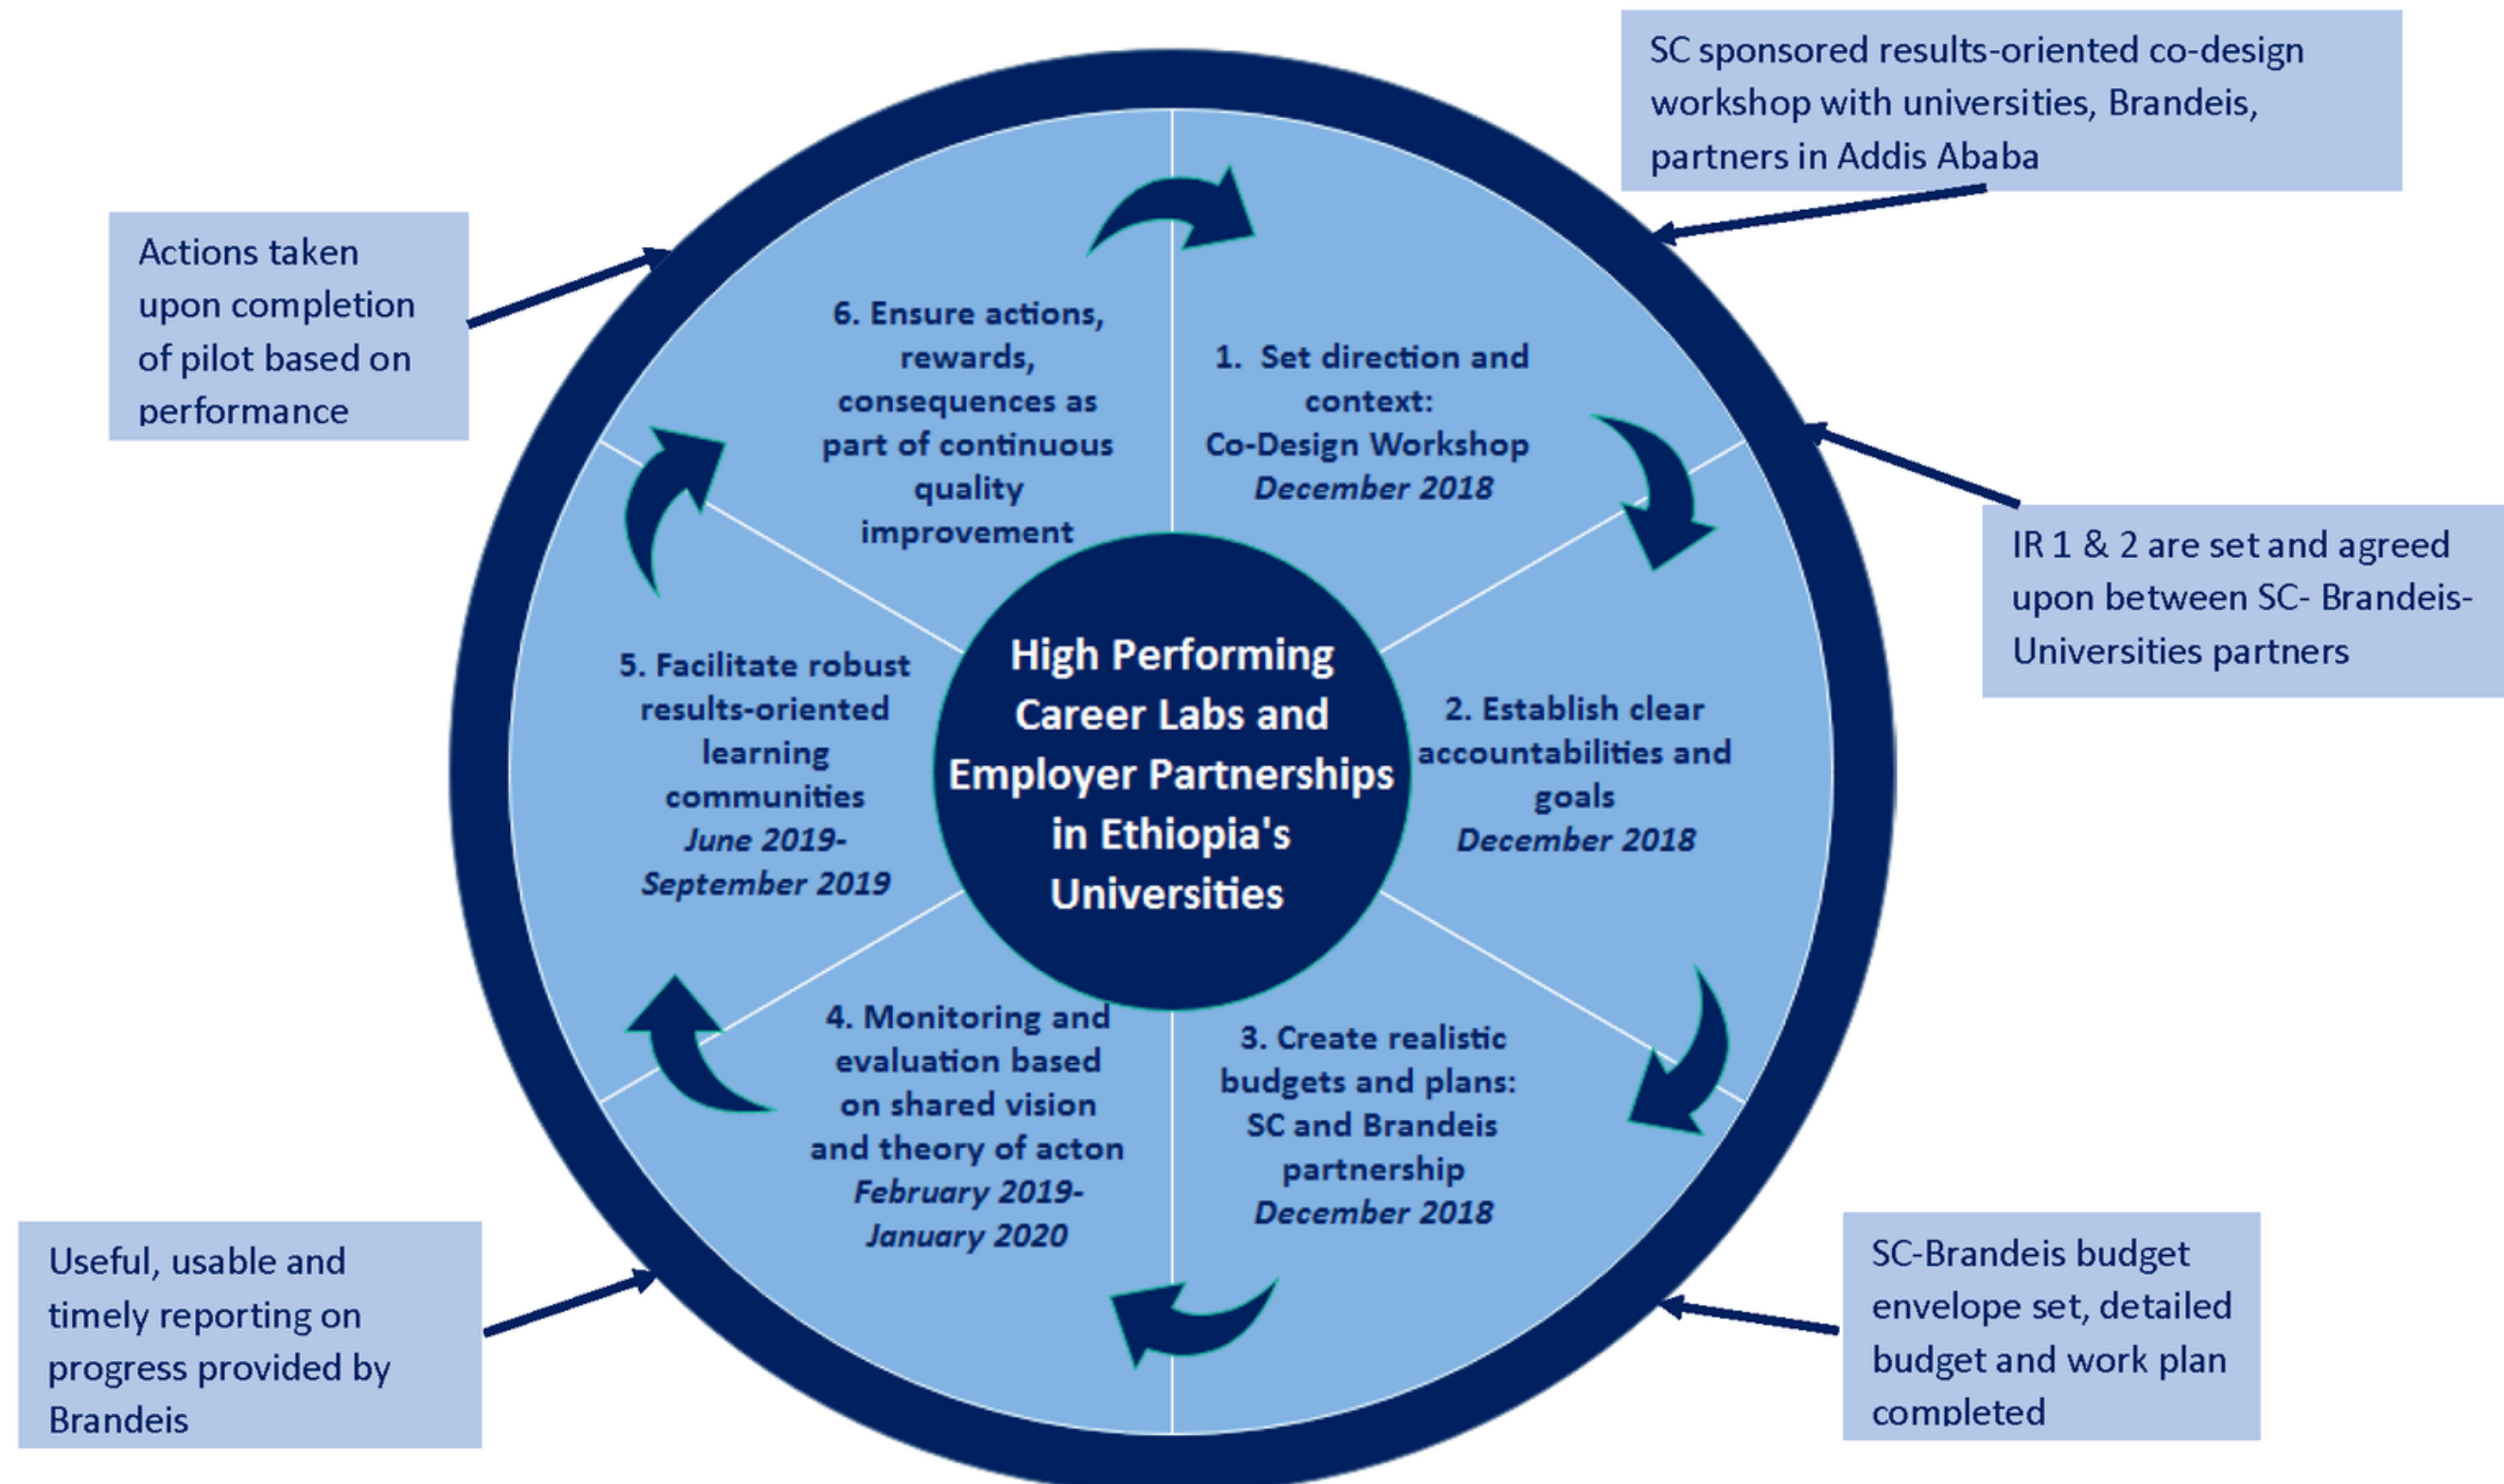 SC sponsored results-oriented co-design
workshop with universities, Brandeis,
partners in Addis Ababa
Actions taken
upon completion
of pilot based on
performance
6. Ensure actions,
rewards,
consequences as
part of continuous
quality
improvement
1. Set direction and
context:
Co-Design Workshop
December 2018
IR 1 & 2 are set and agreed
upon between SC- Brandeis-
Universities partners
High Performing
Career Labs and
Employer Partnerships
in Ethiopia's
Universities
5. Facilitate robust
results-oriented
learning
communities
June 2019-
September 2019
2. Establish clear
accountabilities and
goals
December 2018
4. Monitoring and
evaluation based
on shared vision
and theory of acton
February 2019-
January 2020
3. Create realistic
budgets and plans:
SC and Brandeis
partnership
December 2018
Useful, usable and
timely reporting on
progress provided by
Brandeis
SC-Brandeis budget
envelope set, detailed
budget and work plan
completed